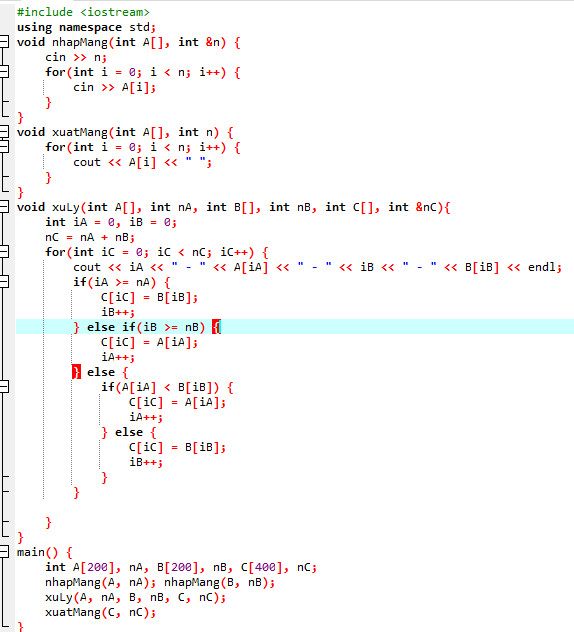 #include <iostream>
using namespace std;
void nhapMang(int A[], int &n) {
    cin >> n;
    for(int i = 0; i < n; i++) {
        cin >> A[i];
    }
}
void xuatMang(int A[], int n) {
    for(int i = 0; i < n; i++) {
        cout << A[i] << " ";
    }
}
void xuLy(int A[], int nA, int B[], int nB, int C[], int &nC){
    int iA = 0, iB = 0;
    nC = nA + nB;
    for(int iC = 0; iC < nC; iC++) {
        cout << iA << " - " << A[iA] << " - " << iB << " - " << B[iB] << endl;
        if(iA >= nA) {
            C[iC] = B[iB];
            iB++;
        } else if(iB >= nB) {
            C[iC] = A[iA];
            iA++;
        } else {
            if(A[iA] < B[iB]) {
                C[iC] = A[iA];
                iA++;
            } else {
                C[iC] = B[iB];
                iB++;
            }
        }

    }
}
main() {
    int A[200], nA, B[200], nB, C[400], nC;
    nhapMang(A, nA); nhapMang(B, nB);
    xuLy(A, nA, B, nB, C, nC);
    xuatMang(C, nC);
}